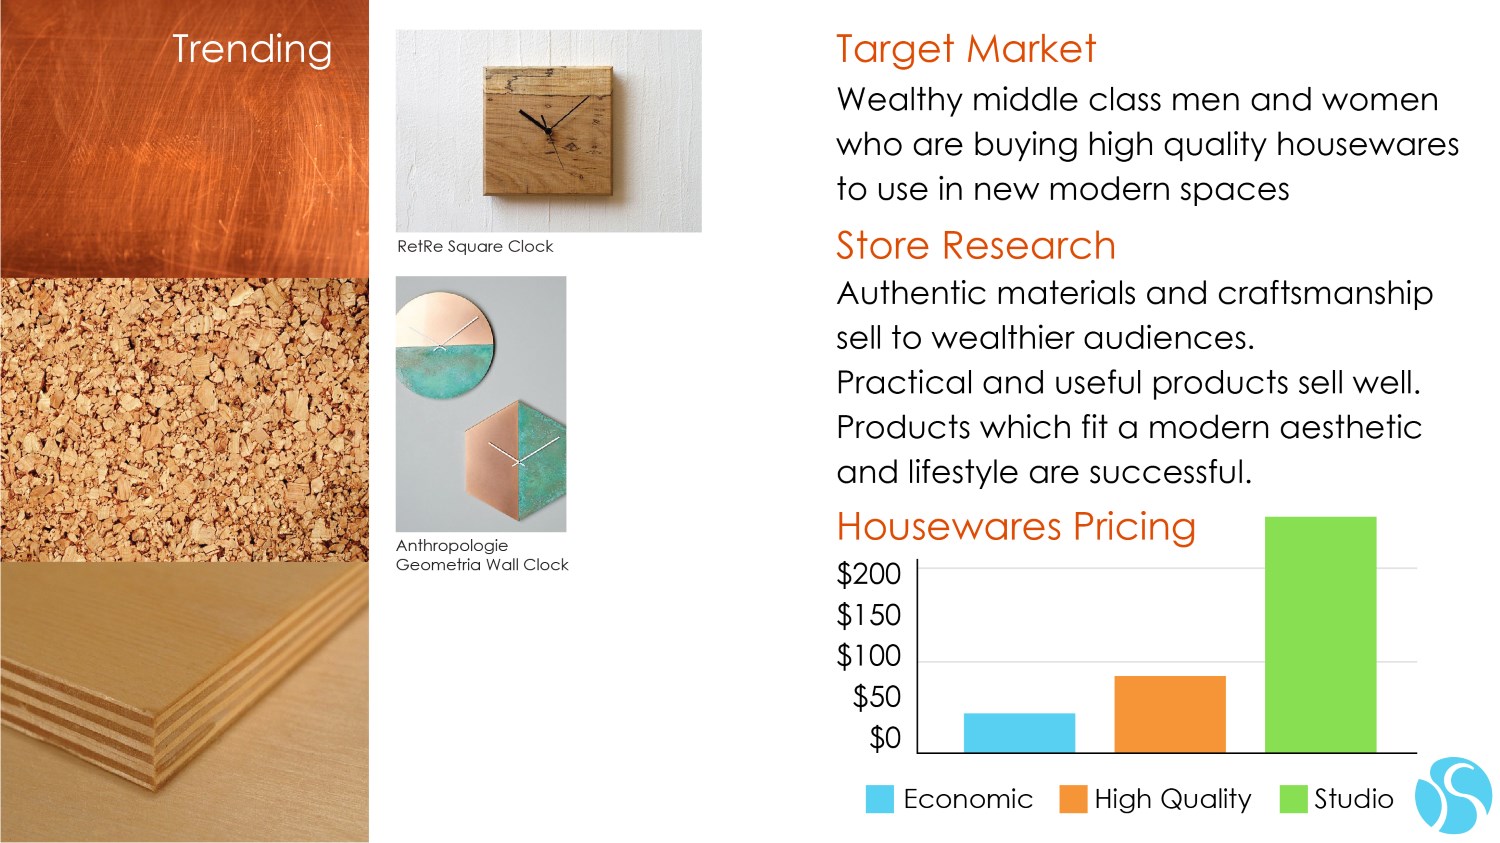 Trending
RetRe Square Clock
Anthropologie
Geometria Wall Clock
Target Market
Wealthy middle class men and women
who are buying high quality housewares
to use in new modern spaces
Store Research
Authentic materials and craftsmanship
sell to wealthier audiences.
Practical and useful products sell well.
Products which fit a modern aesthetic
and lifestyle are successful.
Housewares Pricing
$200
$150
$100
$50
$0
Economic
High Quality
Studio